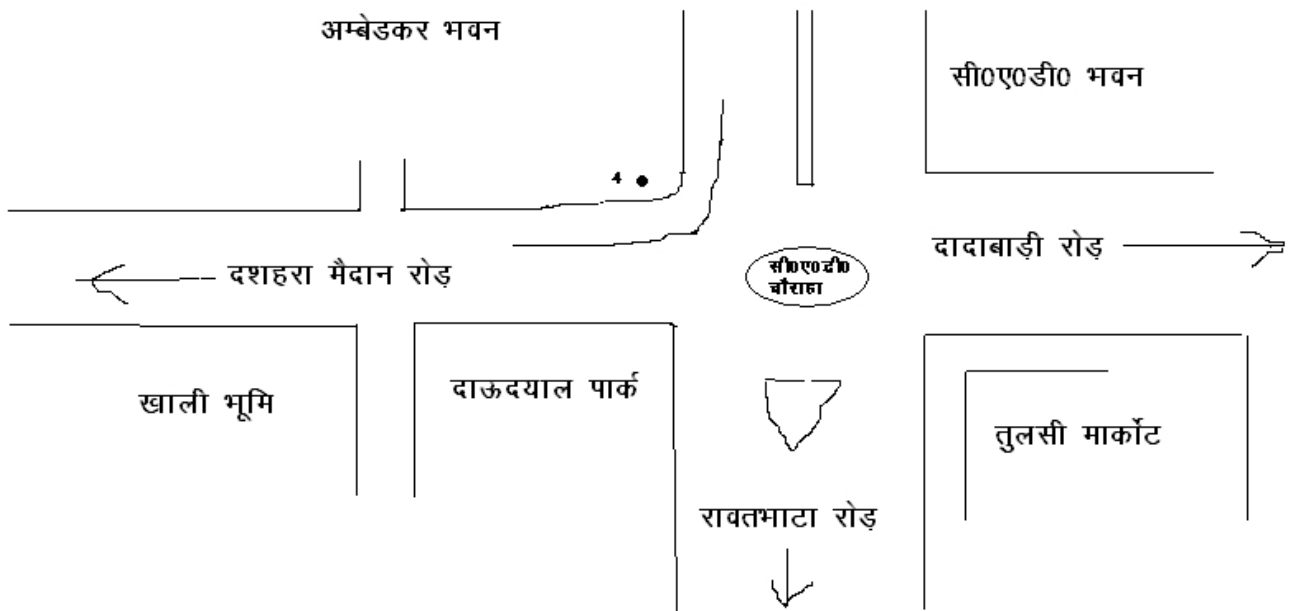 अम्बेडकर भवन
सी0ए0डी0 भवन
4
दादाबाड़ी रोड़
दशहरा मैदान रोड़
सी0ए0डी0
चौराहा
खाली भूमि
दाऊदयाल पार्क
तुलसी मार्कोट
रावतभाटा रोड़